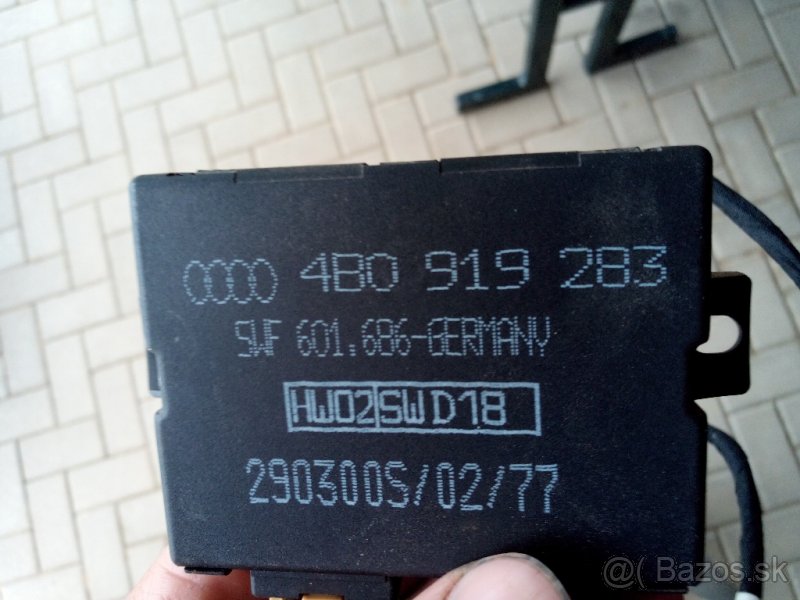 4B0 919 283
SWF 601.686-GERMANY
HW02 SW D18
290300S/02/77
@( Bazos.sk